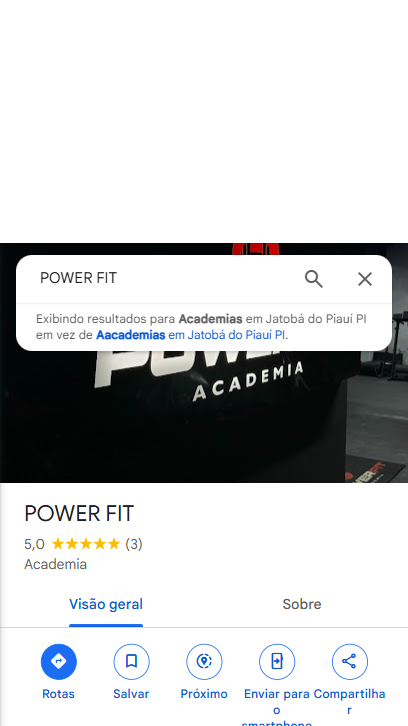 POWER FIT
Exibindo resultados para Academias em Jatobá do Piauí PI
em vez de Aacademias em Jatobá do Piauí PI.
ACADEMIA
POWER FIT
5,0 (3)
Academia
Visão geral Sobre
Rotas Salvar Próximo Enviar para o smartphone Compartilhar